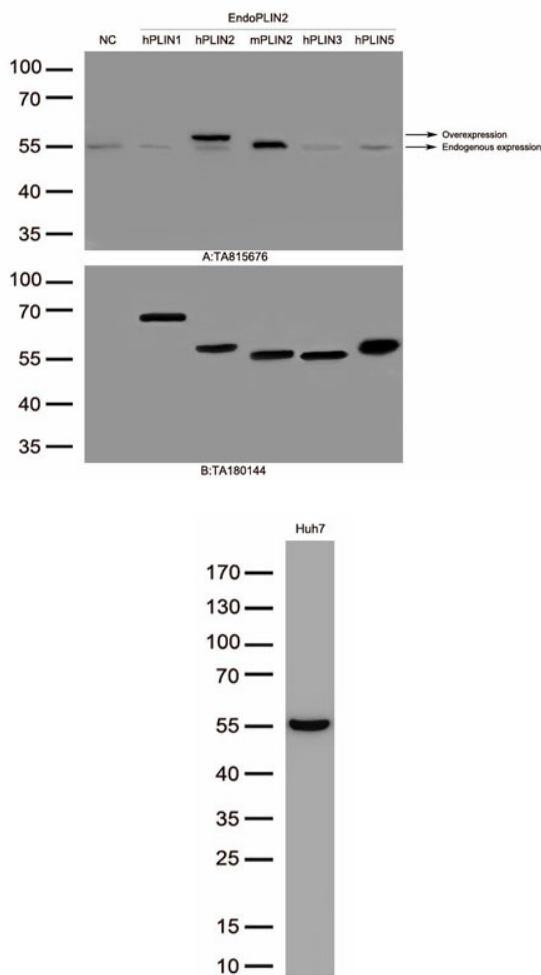 EndoPLIN2
NC hPLIN1 hPLIN2 mPLIN2 hPLIN3 hPLIN5
100
70
Overexpression
55
Endogenous expression
40
35
A:TA815676
100
70
55
40
35
B:TA180144
Huh7
170
130
100
70
55
40
35
25
15
10